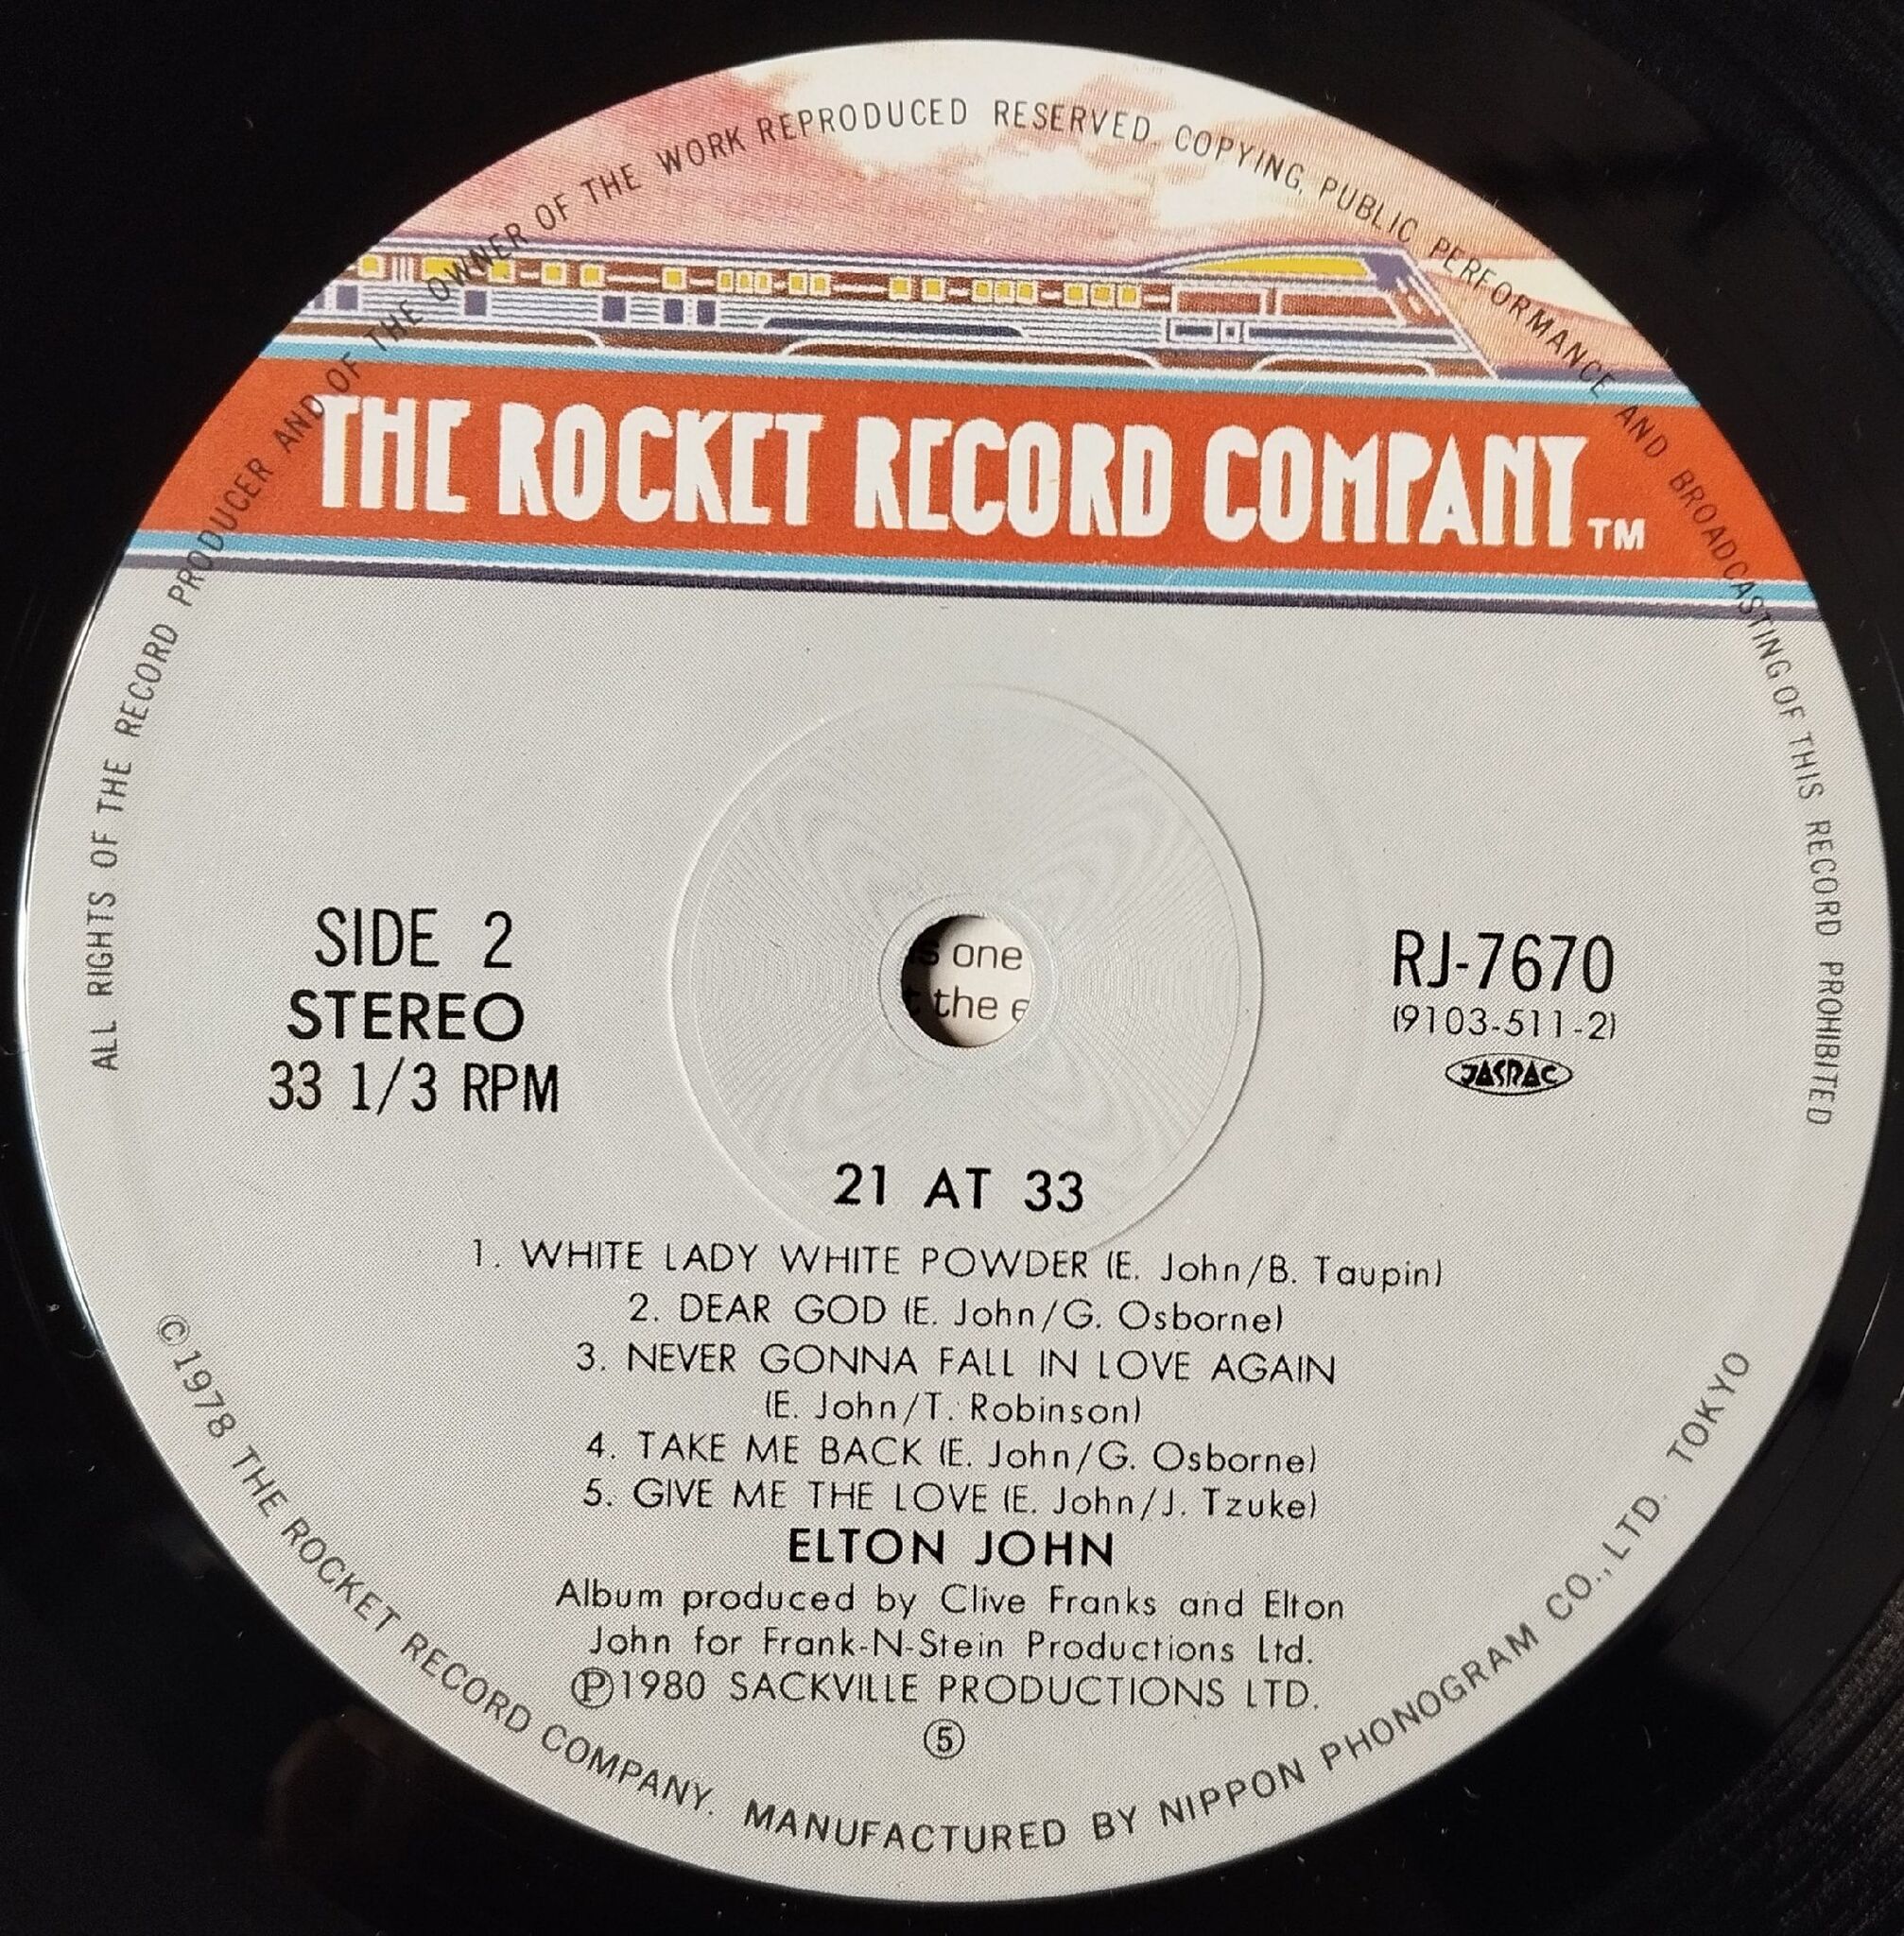 ALL RIGHTS OF THE RECORD PRODUCER AND OF THE OWNER OF THE WORK REPRODUCED RESERVED. COPYING, PUBLIC PERFORMANCE AND BROADCASTING OF THIS RECORD PROHIBITED
THE ROCKET RECORD COMPANY TM
SIDE 2
STEREO
33 1/3 RPM
one
the
RJ-7670
(9103-511-2)
JASRAC
21 AT 33
1. WHITE LADY WHITE POWDER (E. John/B. Taupin)
2. DEAR GOD (E. John/G. Osborne)
3. NEVER GONNA FALL IN LOVE AGAIN
(E. John/T. Robinson)
4. TAKE ME BACK (E. John/G. Osborne)
5. GIVE ME THE LOVE (E. John/J. Tzuke)
ELTON JOHN
Album produced by Clive Franks and Elton
John for Frank-N-Stein Productions Ltd.
Ⓟ1980 SACKVILLE PRODUCTIONS LTD.
⑤
©1978 THE ROCKET RECORD COMPANY. MANUFACTURED BY NIPPON PHONOGRAM CO., LTD. TOKYO